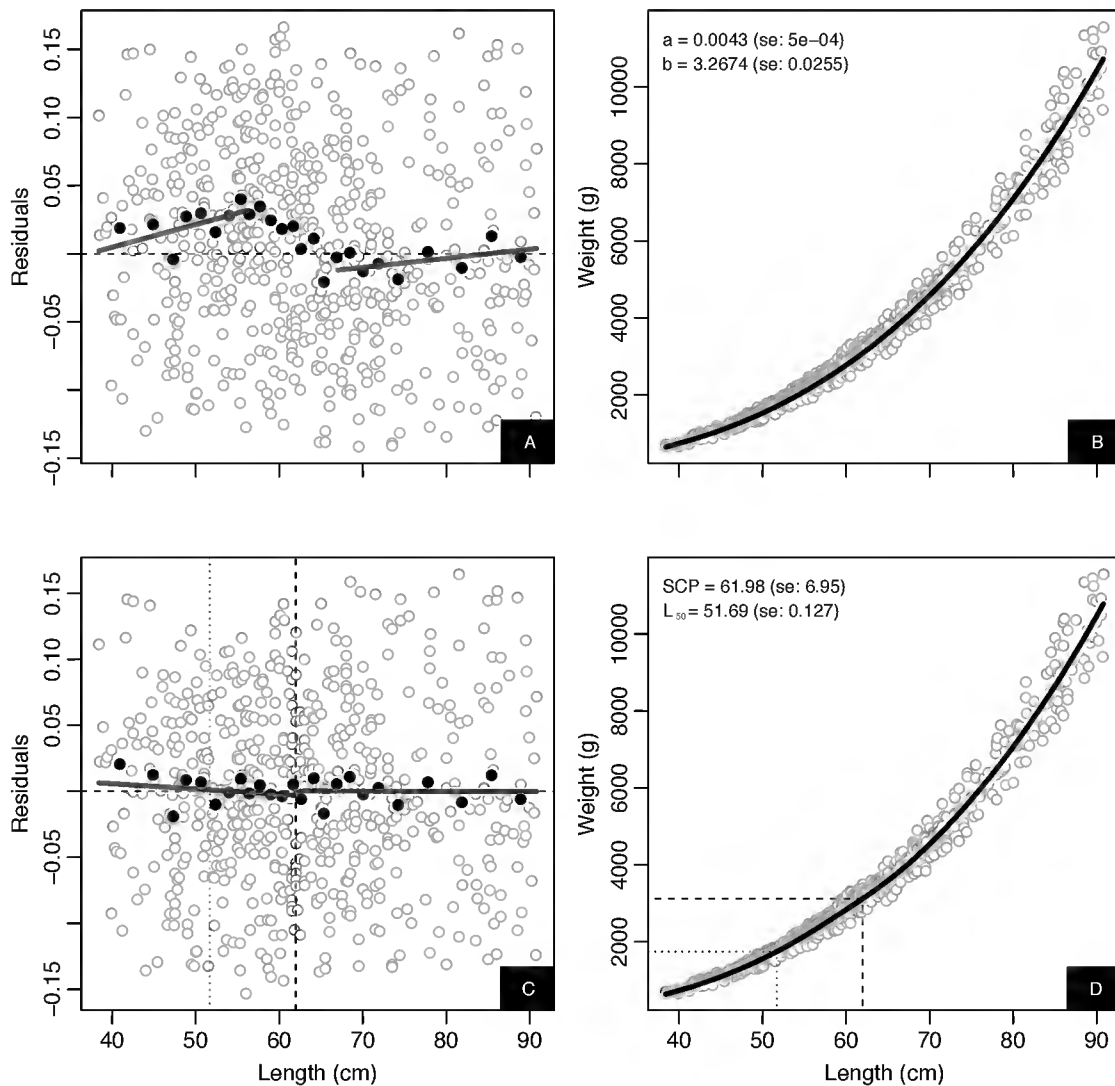 0.15
0.10
0.05
−0.05
−0.15
Residuals
A
a = 0.0043 (se: 5e−04)
b = 3.2674 (se: 0.0255)
10000
8000
6000
4000
2000
Weight (g)
B
0.15
0.10
0.05
−0.05
−0.15
Residuals
C
40 50 60 70 80 90
Length (cm)
SCP = 61.98 (se: 6.95)
L50 = 51.69 (se: 0.127)
10000
8000
6000
4000
2000
Weight (g)
D
40 50 60 70 80 90
Length (cm)